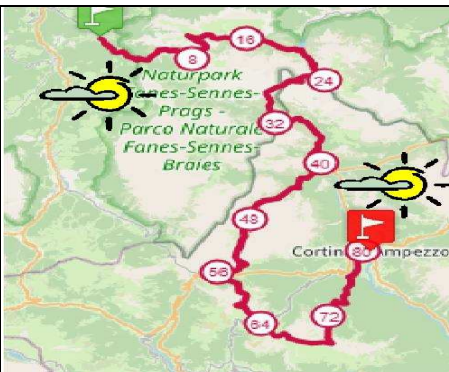 16
8
24
Naturpark
Fanes-Sennes-
Prags -
Parco Naturale
Fanes-Sennes-
Braies
32
40
48
Cortina Ampezzo
80
56
64
72